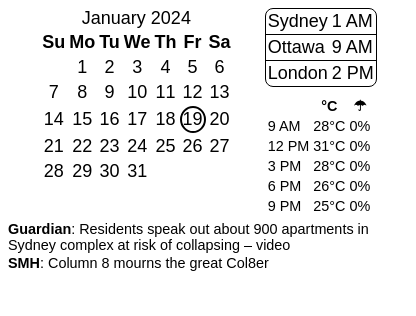 January 2024
Su Mo Tu We Th Fr Sa
1 2 3 4 5 6
7 8 9 10 11 12 13
14 15 16 17 18 19 20
21 22 23 24 25 26 27
28 29 30 31
Sydney 1 AM
Ottawa 9 AM
London 2 PM
°C ☂
9 AM 28°C 0%
12 PM 31°C 0%
3 PM 28°C 0%
6 PM 26°C 0%
9 PM 25°C 0%
Guardian: Residents speak out about 900 apartments in
Sydney complex at risk of collapsing – video
SMH: Column 8 mourns the great Col8er